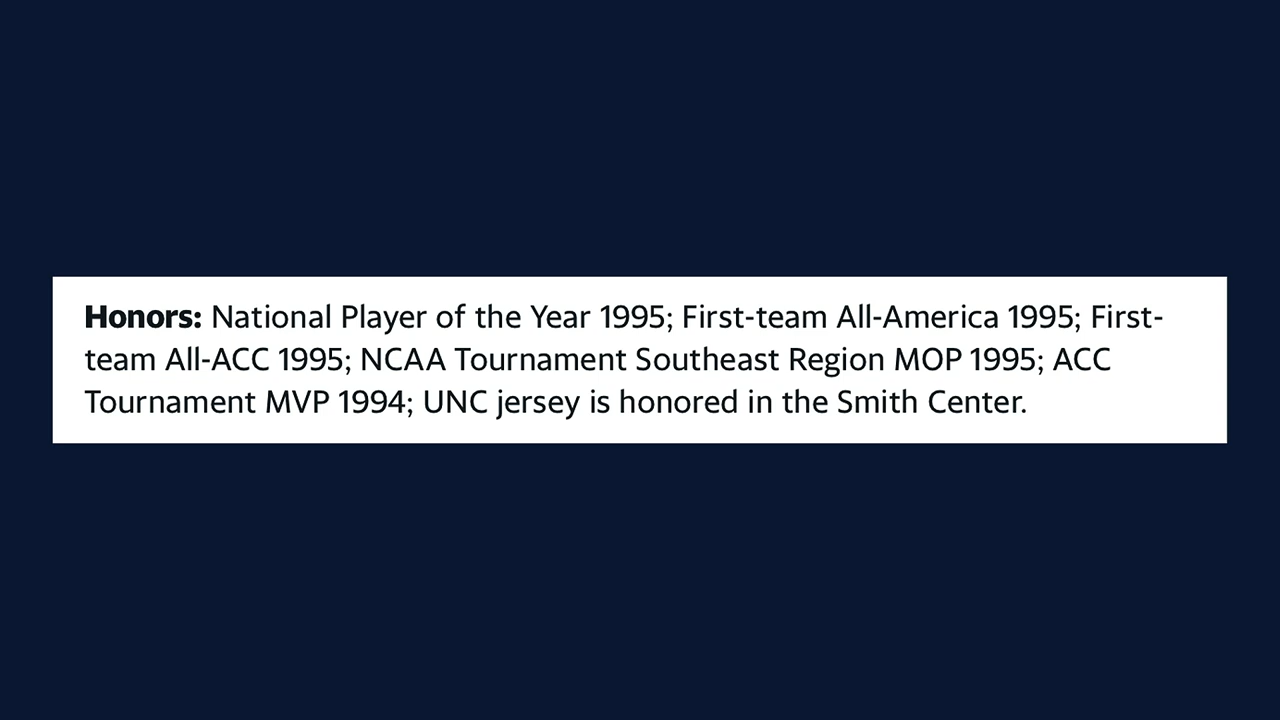 Honors: National Player of the Year 1995; First-team All-America 1995; First-
team All-ACC 1995; NCAA Tournament Southeast Region MOP 1995; ACC
Tournament MVP 1994; UNC jersey is honored in the Smith Center.